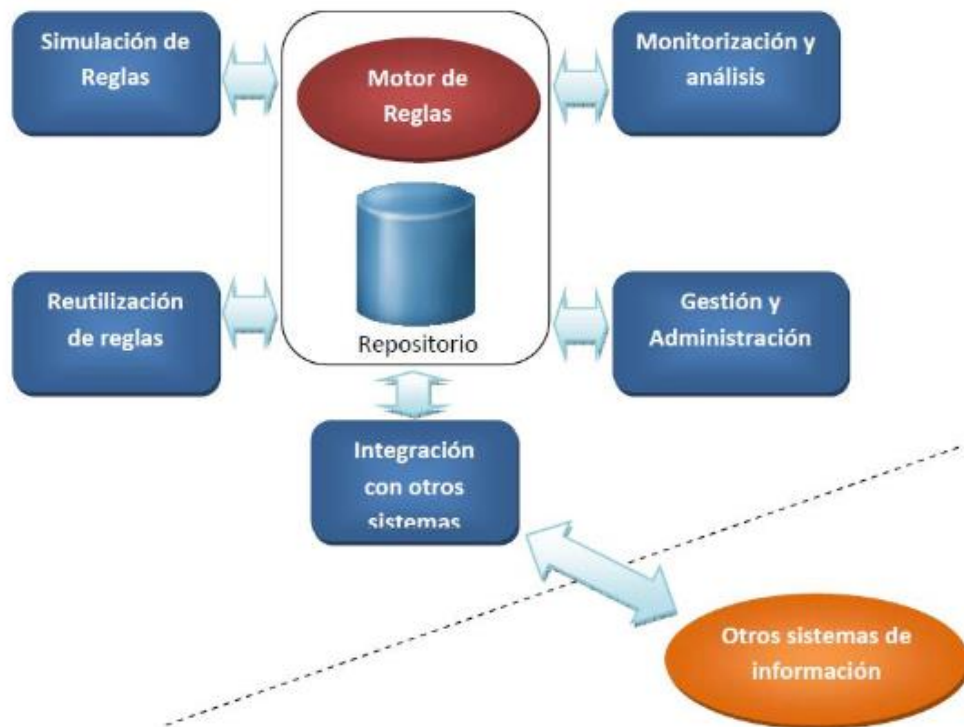 Simulación de
Reglas
Motor de
Reglas
Monitorización y
análisis
Reutilización
de reglas
Repositorio
Gestión y
Administración
Integración
con otros
sistemas
Otros sistemas de
información